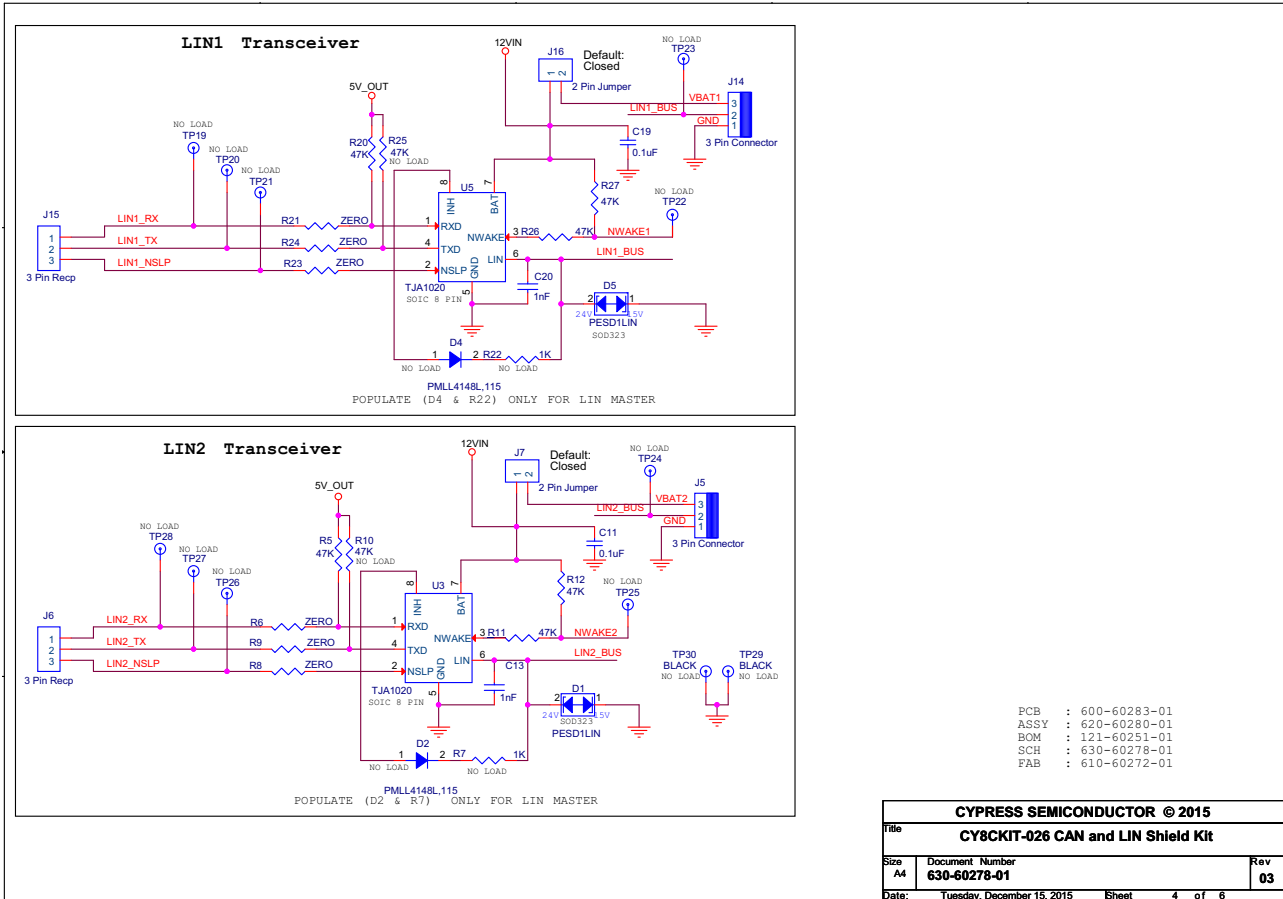 LIN1 Transceiver
12VIN
J16
Default:
Closed
1 2
2 Pin Jumper
NO LOAD
TP23
J14
VBAT1
3
LIN1_BUS
2
GND
1
3 Pin Connector
5V_OUT
C19
0.1uF
NO LOAD
TP19
NO LOAD
TP20
NO LOAD
TP21
R20
47K
R25
47K
NO LOAD
8
INH
U5
7
BAT
R27
47K
NO LOAD
TP22
J15
1
2
3
3 Pin Recp
LIN1_RX
R21
ZERO
1
RXD
LIN1_TX
R24
ZERO
4
TXD
LIN1_NSLP
R23
ZERO
2
NSLP
NWAKE
3
R26
47K
NWAKE1
LIN
6
LIN1_BUS
GND
5
C20
1nF
TJA1020
SOIC 8 PIN
D5
2
1
24V
15V
PESD1LIN
SOD323
D4
1
2
R22
1K
NO LOAD
NO LOAD
PMLL4148L,115
POPULATE (D4 & R22) ONLY FOR LIN MASTER
LIN2 Transceiver
12VIN
J7
Default:
Closed
1 2
2 Pin Jumper
NO LOAD
TP24
J5
VBAT2
3
LIN2_BUS
2
GND
1
3 Pin Connector
5V_OUT
C11
0.1uF
NO LOAD
TP28
NO LOAD
TP27
NO LOAD
TP26
R5
47K
R10
47K
NO LOAD
8
INH
U3
7
BAT
R12
47K
NO LOAD
TP25
J6
1
2
3
3 Pin Recp
LIN2_RX
R6
ZERO
1
RXD
LIN2_TX
R9
ZERO
4
TXD
LIN2_NSLP
R8
ZERO
2
NSLP
NWAKE
3
R11
47K
NWAKE2
LIN
6
LIN2_BUS
GND
5
C13
1nF
TJA1020
SOIC 8 PIN
D1
2
1
24V
15V
SOD323
PESD1LIN
TP30
BLACK
NO LOAD
TP29
BLACK
NO LOAD
D2
1
2
R7
1K
NO LOAD
NO LOAD
PMLL4148L,115
POPULATE (D2 & R7) ONLY FOR LIN MASTER
PCB : 600-60283-01
ASSY : 620-60280-01
BOM : 121-60251-01
SCH : 630-60278-01
FAB : 610-60272-01
CYPRESS SEMICONDUCTOR © 2015
Title
CY8CKIT-026 CAN and LIN Shield Kit
Size
A4
Document Number
630-60278-01
Rev
03
Date: Tuesday, December 15, 2015 Sheet 4 of 6